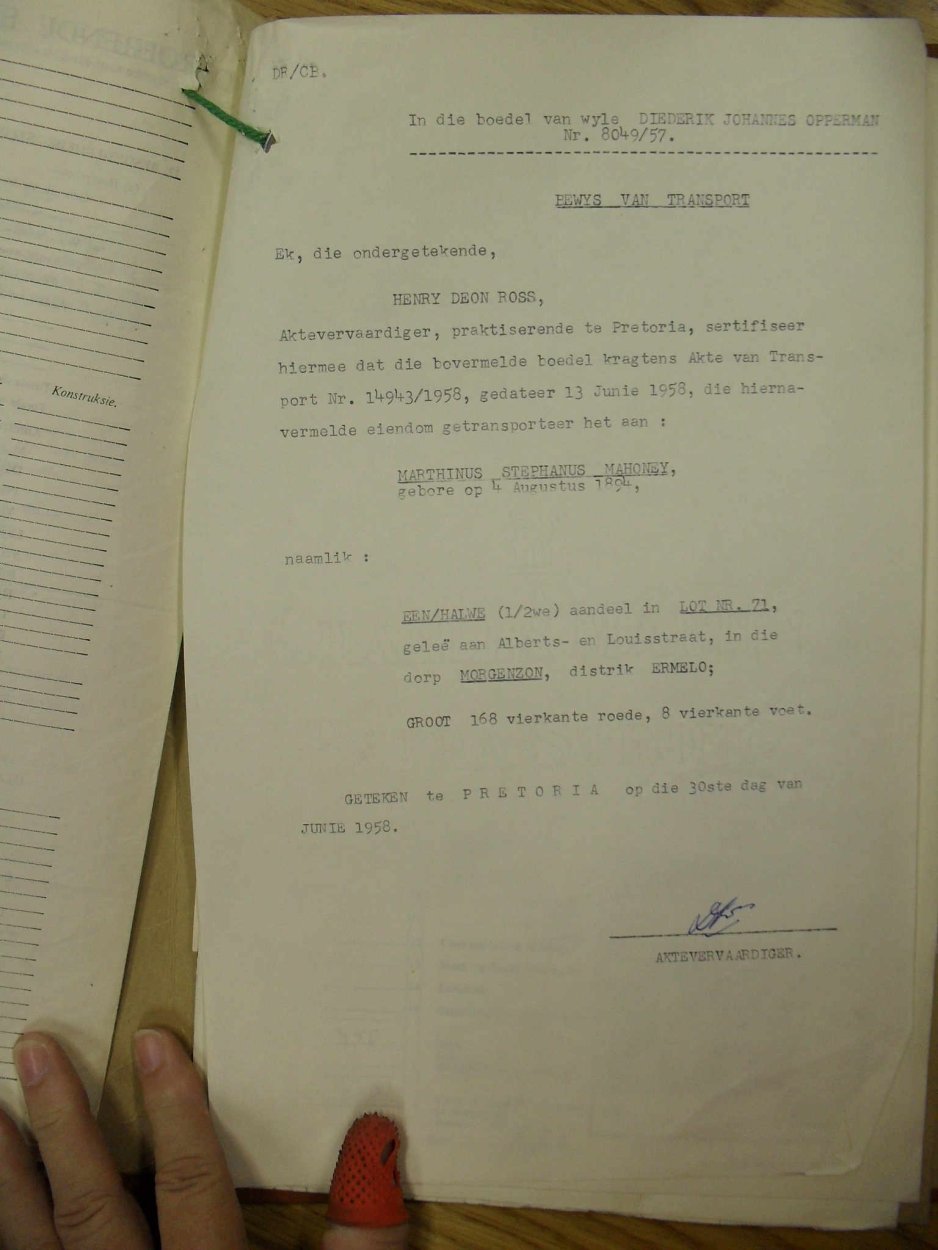 Konstruksie.
DF/CB.
In die boedel van wyle DIEDERIK JOHANNES OPPERMAN
Nr. 8049/57.
BEWYS VAN TRANSPORT
Ek, die ondergetekende,
HENRY DEON ROSS,
Aktevervaardiger, praktiserende te Pretoria, sertifiseer
hiermee dat die bovermelde boedel kragtens Akte van Trans-
port Nr. 14943/1958, gedateer 13 Junie 1958, die hierna-
vermelde eiendom getransporteer het aan :
MARTHINUS STEPHANUS MAHONEY,
gebore op 4 Augustus 1894,
naamlik :
EEN/HALWE (1/2we) aandeel in LOT NR. 71,
geleë aan Alberts- en Louisstraat, in die
dorp MORGENZON, distrik ERMELO;
GROOT 168 vierkante roede, 8 vierkante voet.
GETEKEN te P R E T O R I A op die 30ste dag van
JUNIE 1958.
AKTEVERVAARDIGER.